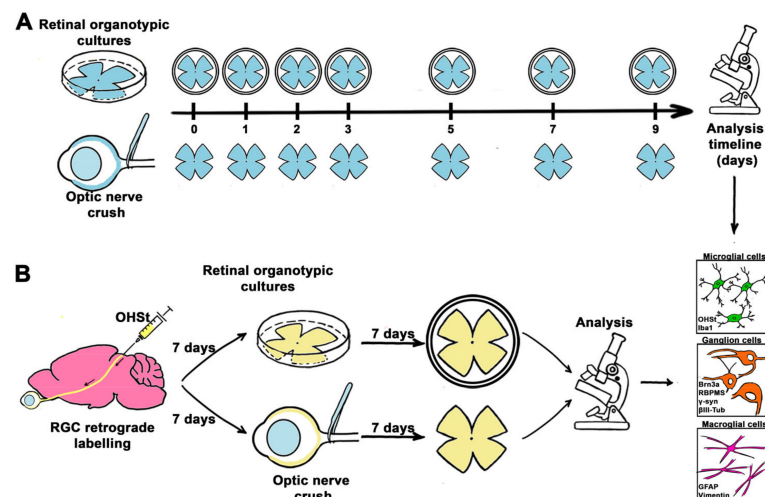 A
Retinal organotypic
cultures
0 1 2 3 5 7 9
Optic nerve
crush
Analysis
timeline
(days)
B
OHSt
RGC retrograde
labelling
7 days
7 days
Retinal organotypic
cultures
Optic nerve
crush
7 days
7 days
Analysis
Microglial cells
OHSt
Iba1
Ganglion cells
Brn3a
RBPMS
γ-syn
βIII-Tub
Macroglial cells
GFAP
Vimentin